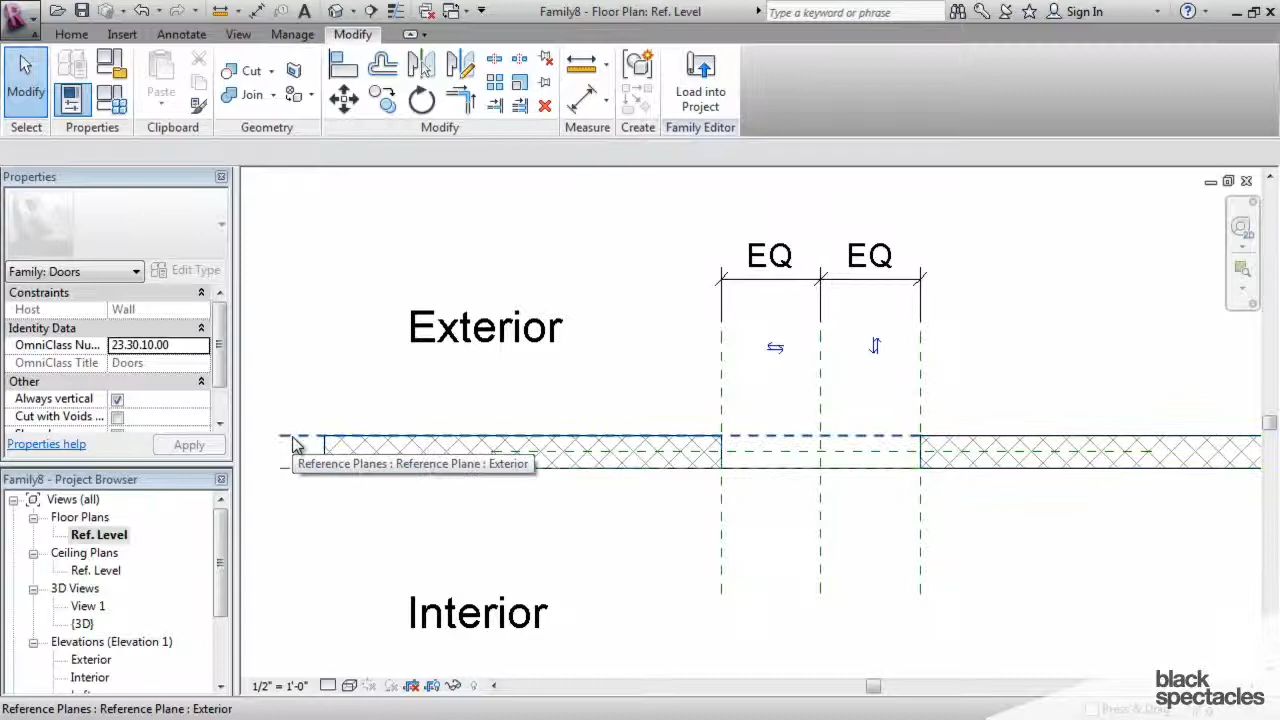 Family8 - Floor Plan: Ref. Level
Type a keyword or phrase
Sign In
Home Insert Annotate View Manage Modify
Modify
Paste
Cut
Join
Load into
Project
Select Properties Clipboard Geometry Modify Measure Create Family Editor
Properties
Family: Doors
Edit Type
Constraints
Host Wall
Identity Data
OmniClass Nu... 23.30.10.00
OmniClass Title Doors
Other
Always vertical
Cut with Voids ...
Properties help
Apply
Family8 - Project Browser
Views (all)
Floor Plans
Ref. Level
Ceiling Plans
Ref. Level
3D Views
View 1
{3D}
Elevations (Elevation 1)
Exterior
Interior
EQ EQ
Exterior
2D
Reference Planes : Reference Plane : Exterior
Interior
1/2" = 1'-0"
Reference Planes : Reference Plane : Exterior
black
spectacles